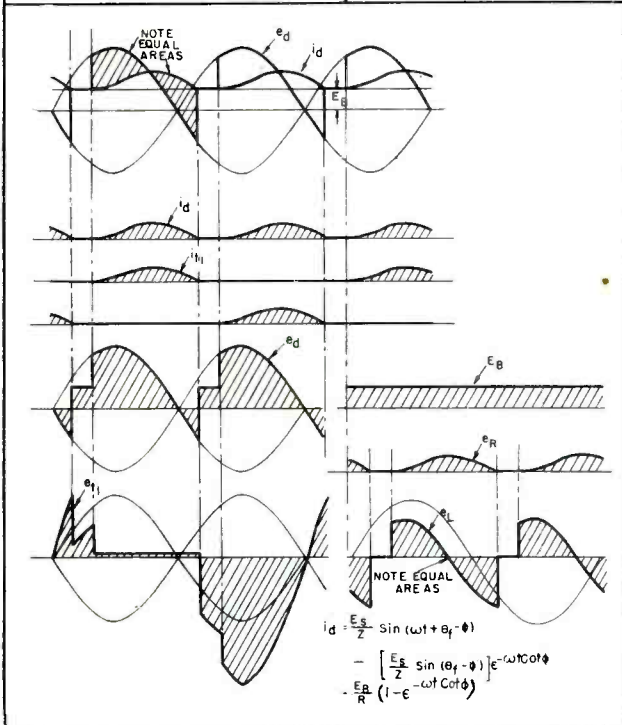 NOTE
EQUAL
AREAS
e_d
i_d
E_B
i_d
i_t1
e_d
E_B
e_R
e_t1
e_L
NOTE EQUAL
AREAS
i_d = E_S/Z Sin (ωt + θ_f - ϕ)
- [E_S/Z sin (θ_f - ϕ)] ε^-ωt Cot ϕ
- E_B/R (1 - ε^-ωt Cot ϕ)